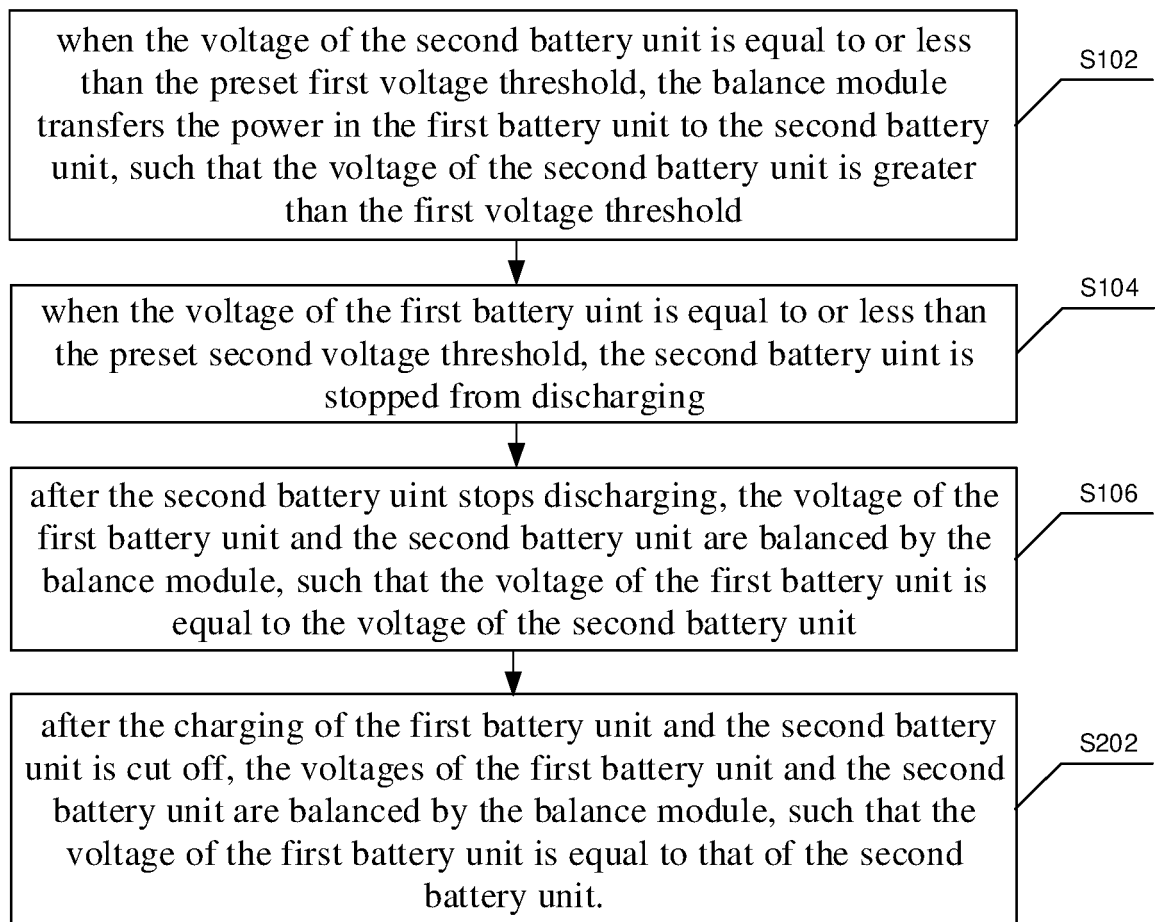 when the voltage of the second battery unit is equal to or less
than the preset first voltage threshold, the balance module
transfers the power in the first battery unit to the second battery
unit, such that the voltage of the second battery unit is greater
than the first voltage threshold
S102
when the voltage of the first battery uint is equal to or less than
the preset second voltage threshold, the second battery uint is
stopped from discharging
S104
after the second battery uint stops discharging, the voltage of the
first battery unit and the second battery unit are balanced by the
balance module, such that the voltage of the first battery unit is
equal to the voltage of the second battery unit
S106
after the charging of the first battery unit and the second battery
unit is cut off, the voltages of the first battery unit and the second
battery unit are balanced by the balance module, such that the
voltage of the first battery unit is equal to that of the second
battery unit.
S202